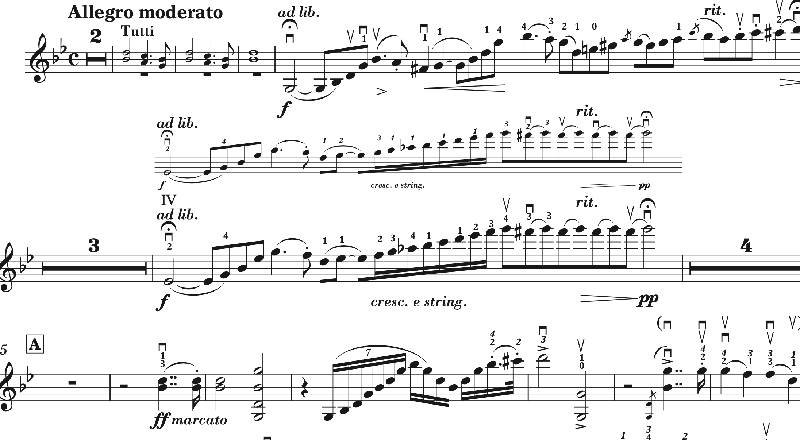 Allegro moderato
2 Tutti ad lib. rit.
f
ad lib.
rit.
f cresc. e string. pp
IV
ad lib.
rit.
3 4
f cresc. e string. pp
5 A
7
ff marcato